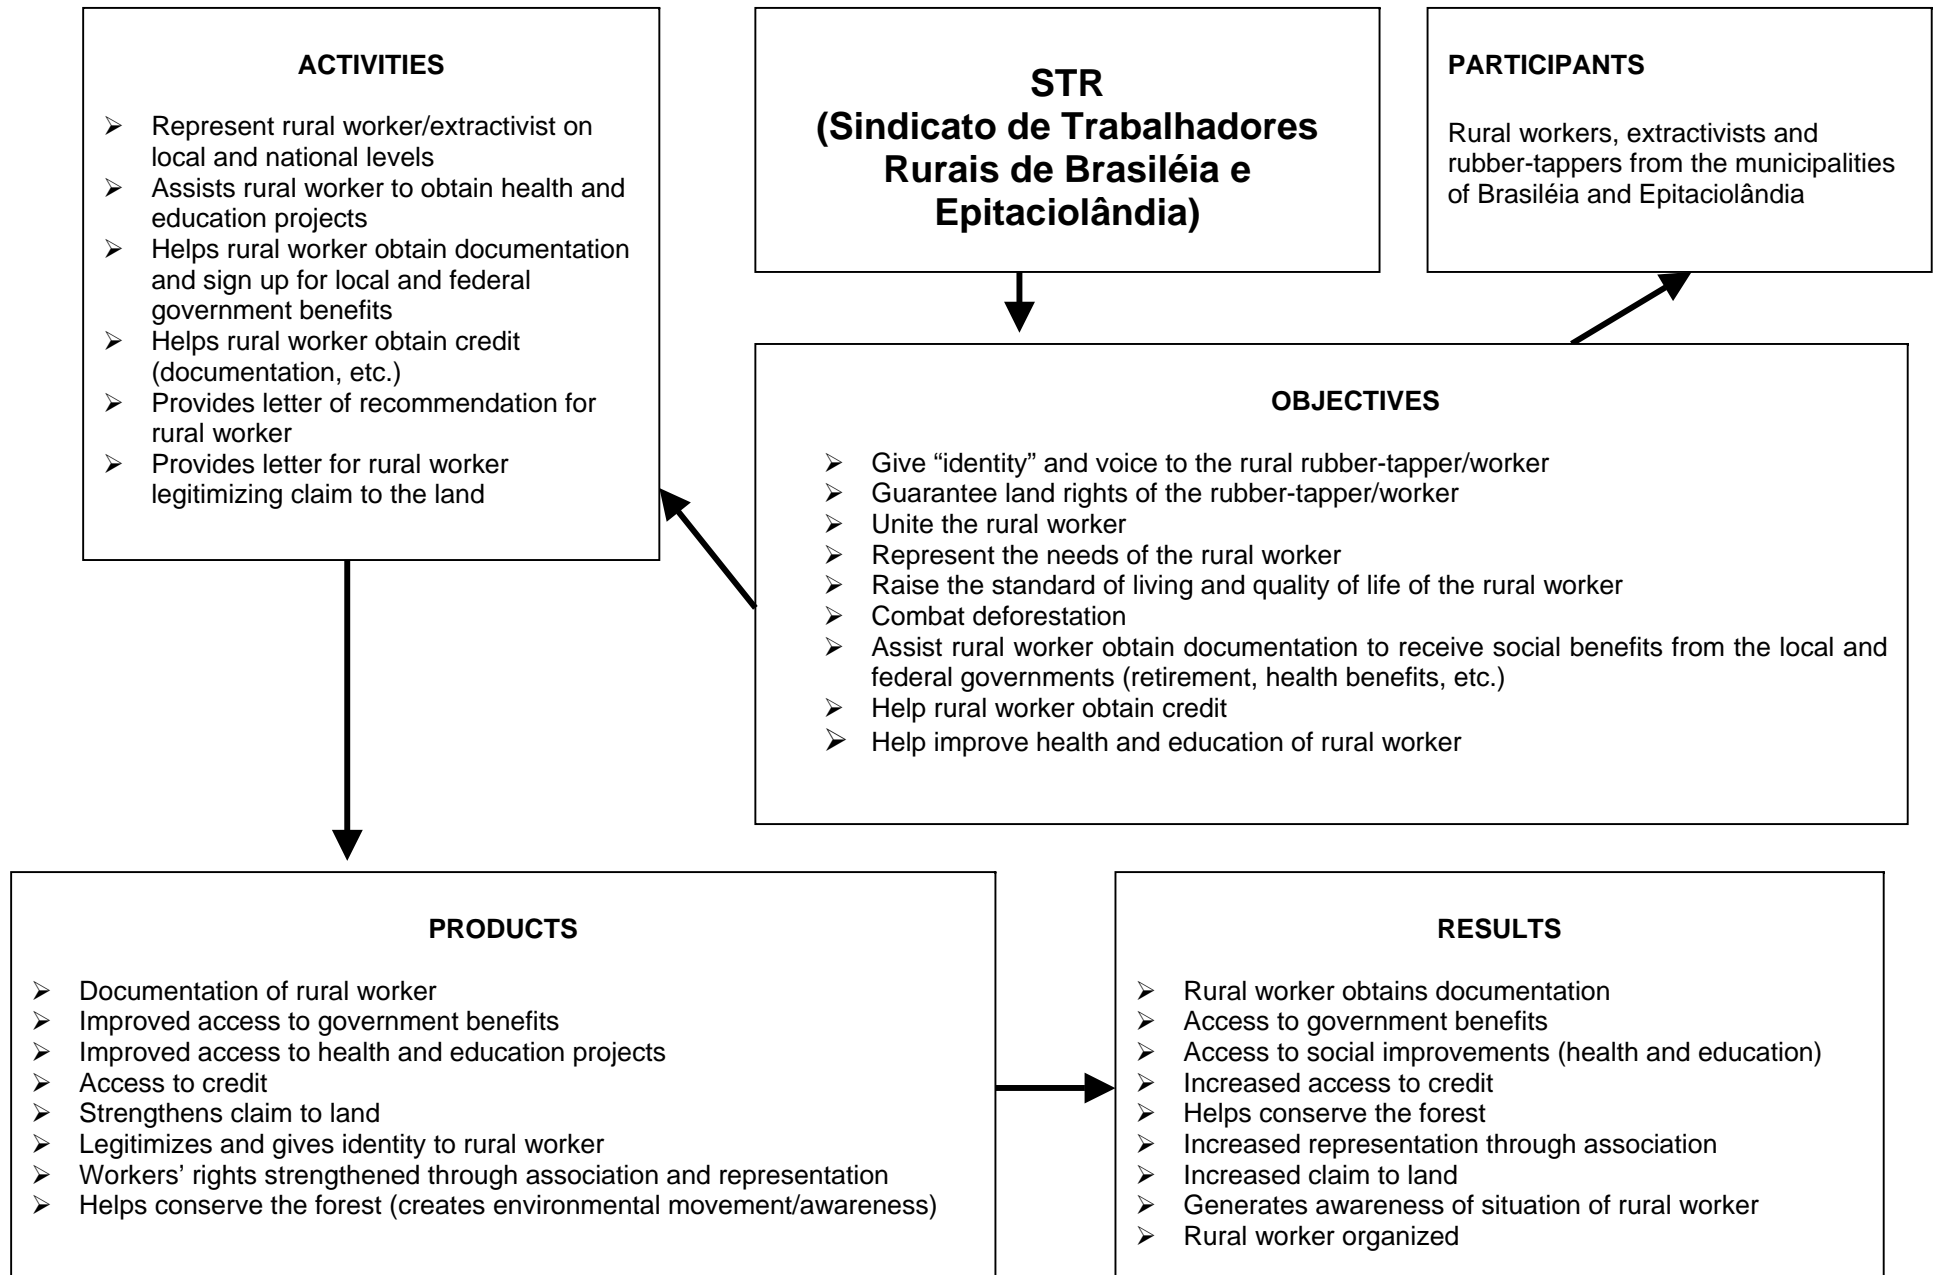 ACTIVITIES
➢ Represent rural worker/extractivist on
local and national levels
➢ Assists rural worker to obtain health and
education projects
➢ Helps rural worker obtain documentation
and sign up for local and federal
government benefits
➢ Helps rural worker obtain credit
(documentation, etc.)
➢ Provides letter of recommendation for
rural worker
➢ Provides letter for rural worker
legitimizing claim to the land
STR
(Sindicato de Trabalhadores
Rurais de Brasiléia e
Epitaciolândia)
PARTICIPANTS
Rural workers, extractivists and
rubber-tappers from the municipalities
of Brasiléia and Epitaciolândia
OBJECTIVES
➢ Give “identity” and voice to the rural rubber-tapper/worker
➢ Guarantee land rights of the rubber-tapper/worker
➢ Unite the rural worker
➢ Represent the needs of the rural worker
➢ Raise the standard of living and quality of life of the rural worker
➢ Combat deforestation
➢ Assist rural worker obtain documentation to receive social benefits from the local and
federal governments (retirement, health benefits, etc.)
➢ Help rural worker obtain credit
➢ Help improve health and education of rural worker
PRODUCTS
➢ Documentation of rural worker
➢ Improved access to government benefits
➢ Improved access to health and education projects
➢ Access to credit
➢ Strengthens claim to land
➢ Legitimizes and gives identity to rural worker
➢ Workers’ rights strengthened through association and representation
➢ Helps conserve the forest (creates environmental movement/awareness)
RESULTS
➢ Rural worker obtains documentation
➢ Access to government benefits
➢ Access to social improvements (health and education)
➢ Increased access to credit
➢ Helps conserve the forest
➢ Increased representation through association
➢ Increased claim to land
➢ Generates awareness of situation of rural worker
➢ Rural worker organized